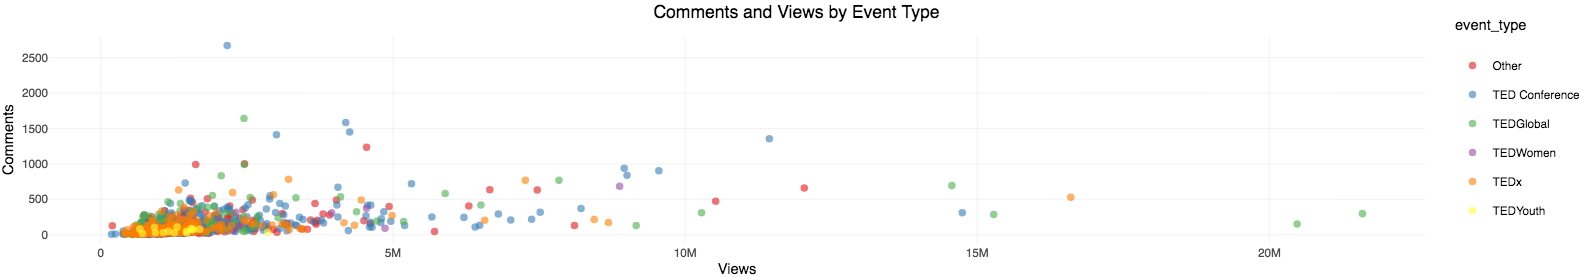 Comments and Views by Event Type
event_type
Other
TED Conference
TEDGlobal
TEDWomen
TEDx
TEDYouth
Comments
2500
2000
1500
1000
500
0
0
5M
10M
15M
20M
Views